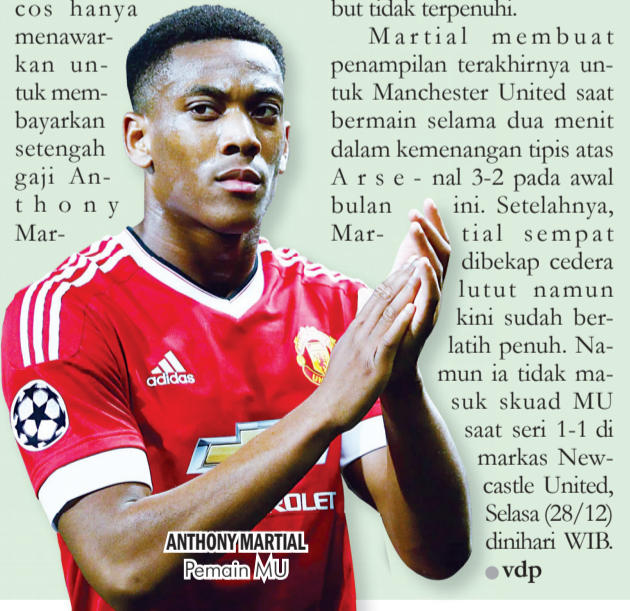 cos hanya
menawar-
kan un-
tuk mem-
bayarkan
setengah
gaji An-
thony
Mar-
but tidak terpenuhi.
Martial membuat
penampilan terakhirnya un-
tuk Manchester United saat
bermain selama dua menit
dalam kemenangan tipis atas
Arse-nal 3-2 pada awal
bulan ini. Setelahnya,
Mar-tial sempat
dibekap cedera
lutut namun
kini sudah ber-
latih penuh. Na-
mun ia tidak ma-
suk skuad MU
saat seri 1-1 di
markas New-
castle United,
Selasa (28/12)
dinihari WIB.
vdp
adidas
ROLET
ANTHONY MARTIAL
Pemain MU